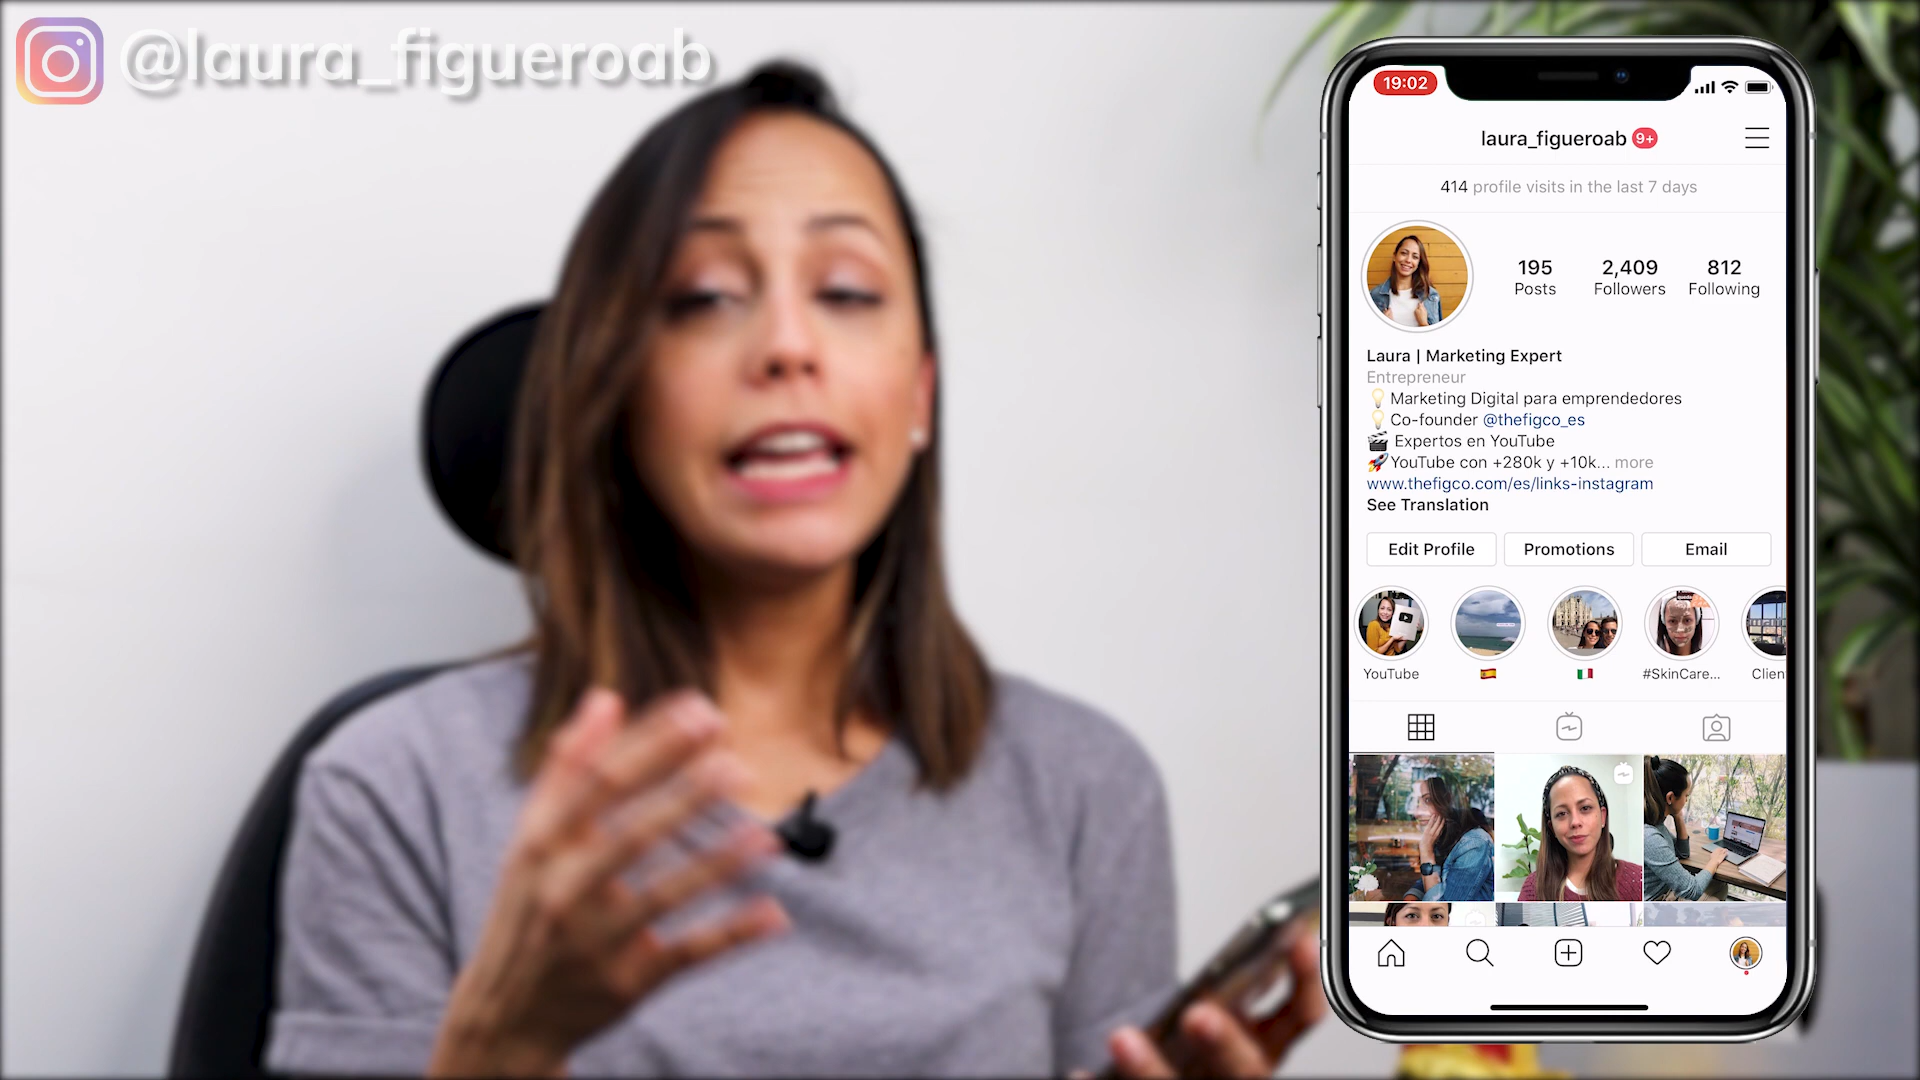 @laura_figueroab
19:02
laura_figueroab 9+
414 profile visits in the last 7 days
195 2,409 812
Posts Followers Following
Laura | Marketing Expert
Entrepreneur
Marketing Digital para emprendedores
Co-founder @thefigco_es
Expertos en YouTube
YouTube con +280k y +10k... more
www.thefigco.com/es/links-instagram
See Translation
Edit Profile Promotions Email
YouTube #SkinCare... Clien